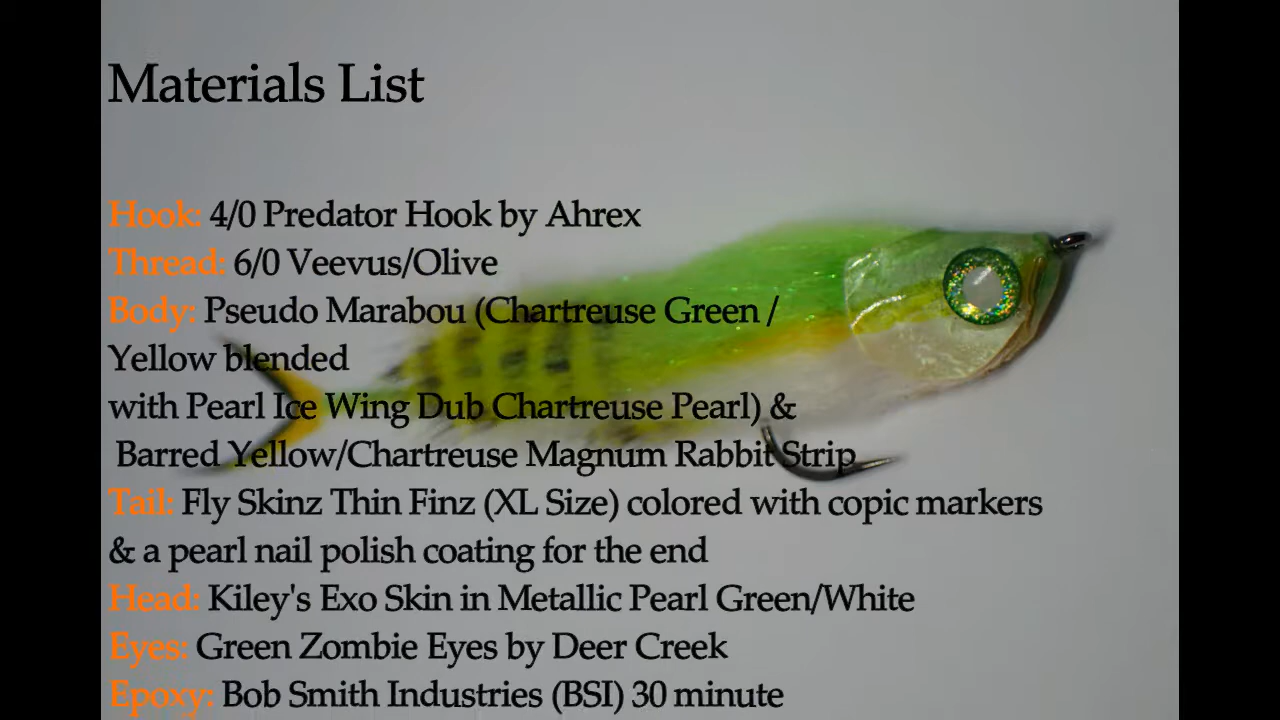 Materials List
Hook: 4/0 Predator Hook by Ahrex
Thread: 6/0 Veevus/Olive
Body: Pseudo Marabou (Chartreuse Green /
Yellow blended
with Pearl Ice Wing Dub Chartreuse Pearl) &
Barred Yellow/Chartreuse Magnum Rabbit Strip
Tail: Fly Skinz Thin Finz (XL Size) colored with copic markers
& a pearl nail polish coating for the end
Head: Kiley's Exo Skin in Metallic Pearl Green/White
Eyes: Green Zombie Eyes by Deer Creek
Epoxy: Bob Smith Industries (BSI) 30 minute